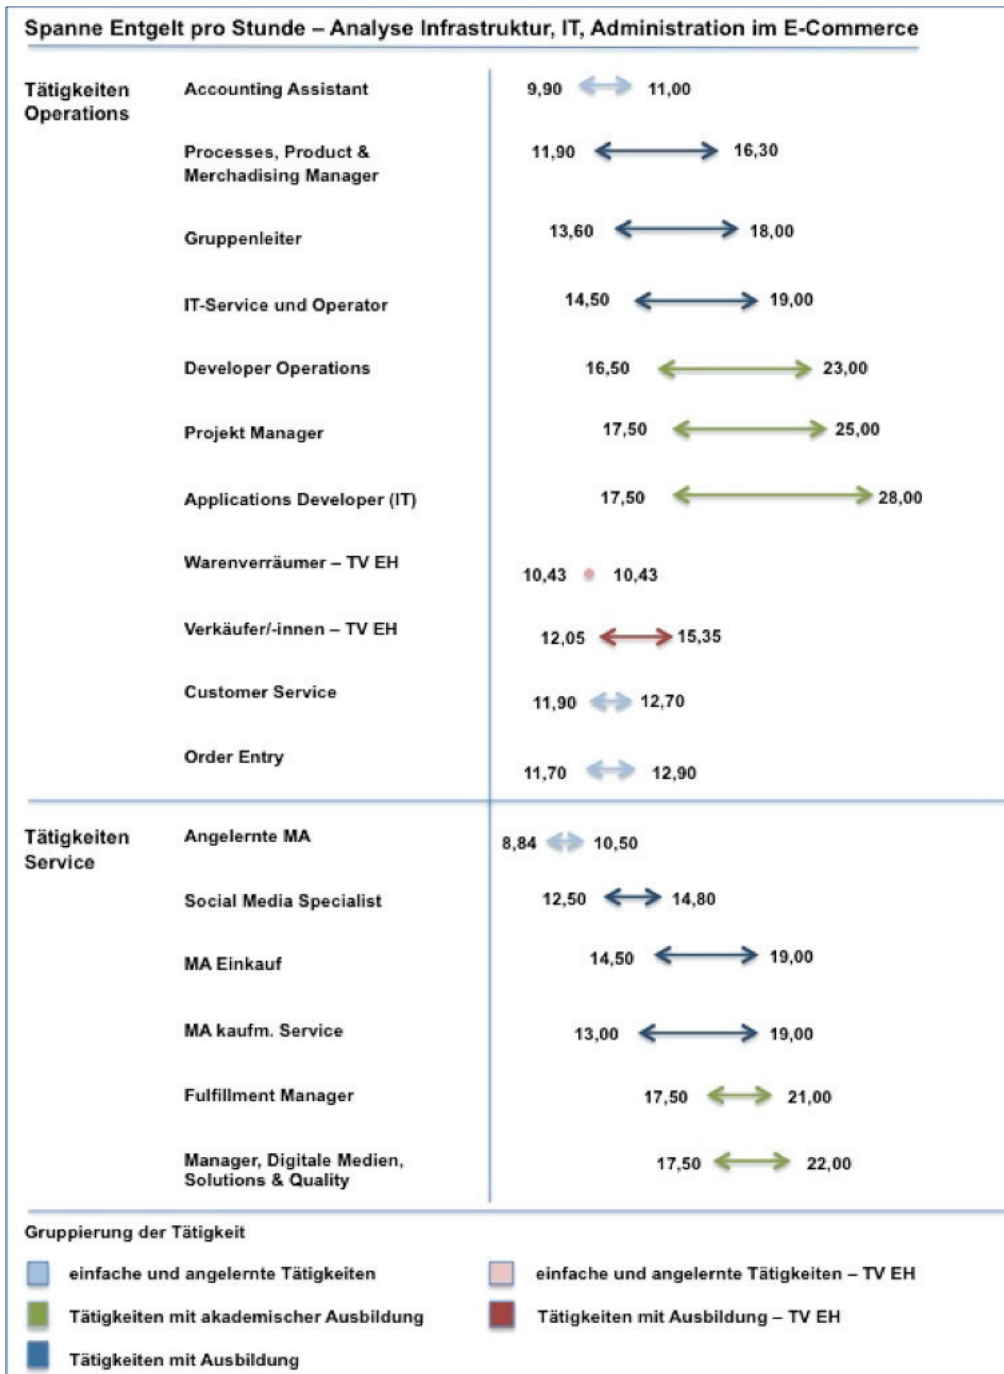 Spanne Entgelt pro Stunde – Analyse Infrastruktur, IT, Administration im E-Commerce
Tätigkeiten
Operations
Accounting Assistant
9,90 11,00
Processes, Product &
Merchadising Manager
11,90 16,30
Gruppenleiter
13,60 18,00
IT-Service und Operator
14,50 19,00
Developer Operations
16,50 23,00
Projekt Manager
17,50 25,00
Applications Developer (IT)
17,50 28,00
Warenverräumer – TV EH
10,43 10,43
Verkäufer/-innen – TV EH
12,05 15,35
Customer Service
11,90 12,70
Order Entry
11,70 12,90
Tätigkeiten
Service
Angelernte MA
8,84 10,50
Social Media Specialist
12,50 14,80
MA Einkauf
14,50 19,00
MA kaufm. Service
13,00 19,00
Fulfillment Manager
17,50 21,00
Manager, Digitale Medien,
Solutions & Quality
17,50 22,00
Gruppierung der Tätigkeit
einfache und angelernte Tätigkeiten
einfache und angelernte Tätigkeiten – TV EH
Tätigkeiten mit akademischer Ausbildung
Tätigkeiten mit Ausbildung – TV EH
Tätigkeiten mit Ausbildung